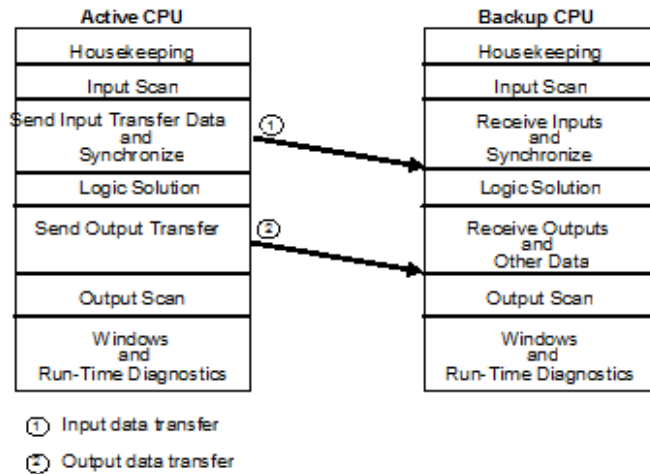 Active CPU
Housekeeping
Input Scan
Send Input Transfer Data
and
Synchronize
Logic Solution
Send Output Transfer
Output Scan
Windows
and
Run-Time Diagnostics
1
2
Backup CPU
Housekeeping
Input Scan
Receive Inputs
and
Synchronize
Logic Solution
Receive Outputs
and
Other Data
Output Scan
Windows
and
Run-Time Diagnostics
1 Input data transfer
2 Output data transfer